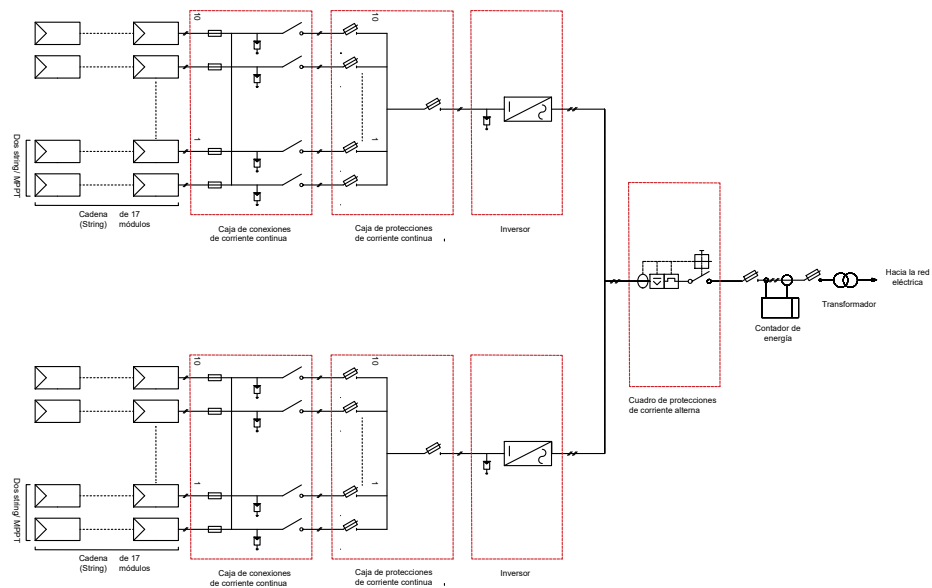 10
10
1
1
Dos string/ MPPT
Cadena de 17
(String) módulos
Caja de conexiones
de corriente continua
Caja de protecciones
de corriente continua
Inversor
Hacia la red
eléctrica
Transformador
Contador de
energía
Cuadro de protecciones
de corriente alterna
10
10
1
1
Dos string/ MPPT
Cadena de 17
(String) módulos
Caja de conexiones
de corriente continua
Caja de protecciones
de corriente continua
Inversor